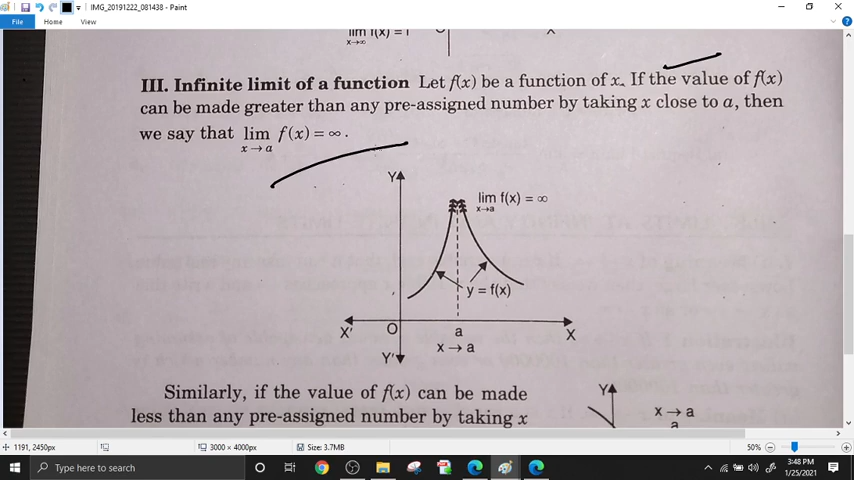 IMG_20191222_081438 - Paint
File Home View
lim f(x) = 1
x→∞
X
III. Infinite limit of a function Let f(x) be a function of x. If the value of f(x)
can be made greater than any pre-assigned number by taking x close to a, then
we say that lim f(x) = ∞.
x→a
Y
lim f(x) = ∞
x→a
y = f(x)
X′ O a X
x → a
Y′
Similarly, if the value of f(x) can be made
less than any pre-assigned number by taking x
Y
x → a
a
1191, 2450px
3000 × 4000px
Size: 3.7MB
50%
Type here to search
3:48 PM
1/25/2021